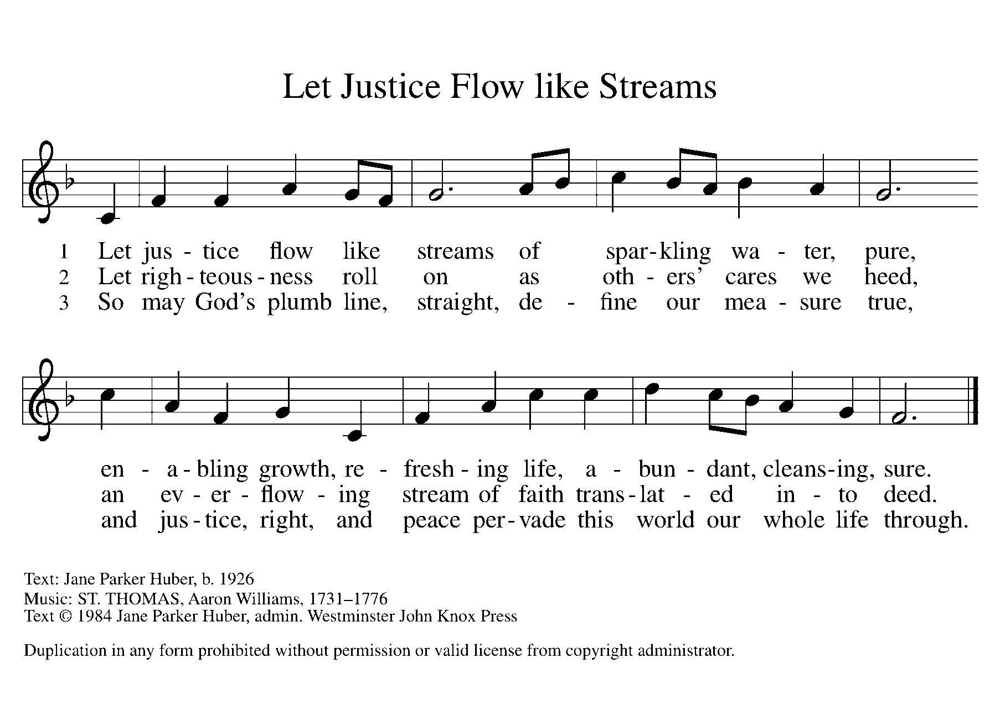 Let Justice Flow like Streams
1 Let jus - tice flow like streams of spar - kling wa - ter, pure,
2 Let righ - teous - ness roll on as oth - ers’ cares we heed,
3 So may God’s plumb line, straight, de - fine our mea - sure true,
en - a - bling growth, re - fresh - ing life, a - bun - dant, cleans - ing, sure.
an ev - er - flow - ing stream of faith trans - lat - ed in - to deed.
and jus - tice, right, and peace per - vade this world our whole life through.
Text: Jane Parker Huber, b. 1926
Music: ST. THOMAS, Aaron Williams, 1731–1776
Text © 1984 Jane Parker Huber, admin. Westminster John Knox Press
Duplication in any form prohibited without permission or valid license from copyright administrator.